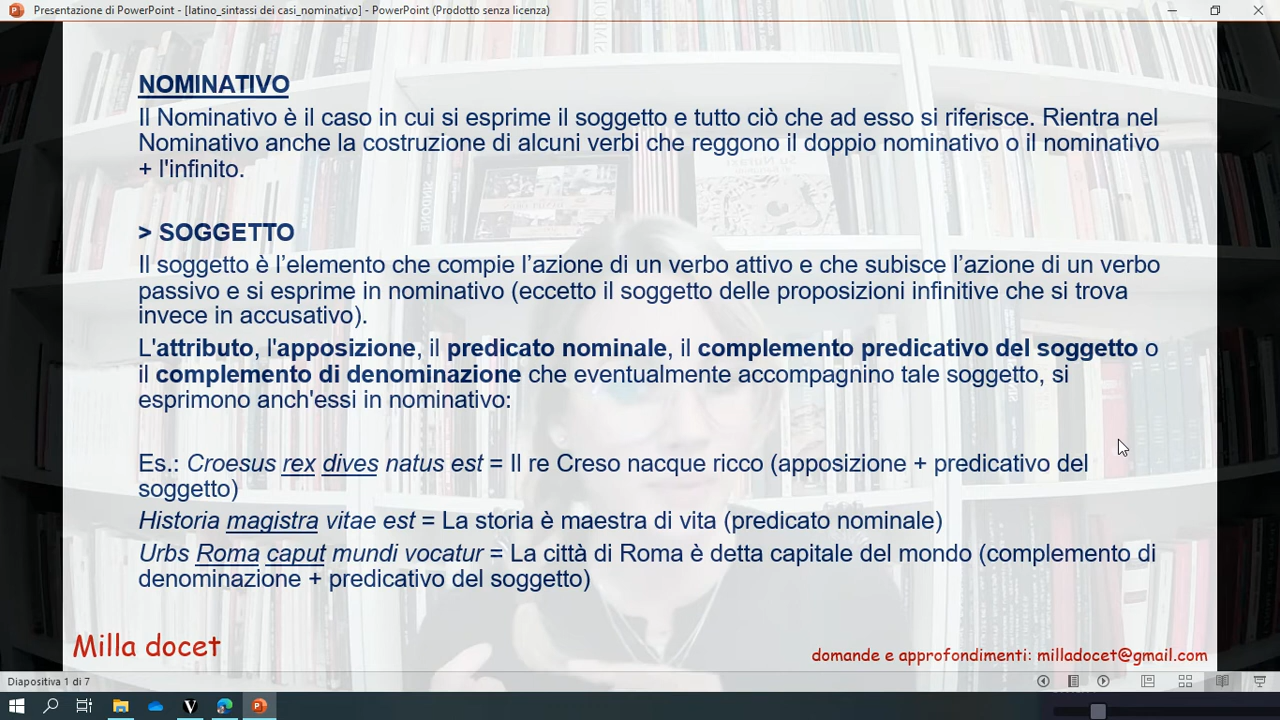 Presentazione di PowerPoint - [latino_sintassi dei casi_nominativo] - PowerPoint (Prodotto senza licenza)
NOMINATIVO
Il Nominativo è il caso in cui si esprime il soggetto e tutto ciò che ad esso si riferisce. Rientra nel
Nominativo anche la costruzione di alcuni verbi che reggono il doppio nominativo o il nominativo
+ l'infinito.
> SOGGETTO
Il soggetto è l’elemento che compie l’azione di un verbo attivo e che subisce l’azione di un verbo
passivo e si esprime in nominativo (eccetto il soggetto delle proposizioni infinitive che si trova
invece in accusativo).
L'attributo, l'apposizione, il predicato nominale, il complemento predicativo del soggetto o
il complemento di denominazione che eventualmente accompagnino tale soggetto, si
esprimono anch'essi in nominativo:
Es.: Croesus rex dives natus est = Il re Creso nacque ricco (apposizione + predicativo del
soggetto)
Historia magistra vitae est = La storia è maestra di vita (predicato nominale)
Urbs Roma caput mundi vocatur = La città di Roma è detta capitale del mondo (complemento di
denominazione + predicativo del soggetto)
Milla docet
domande e approfondimenti: milladocet@gmail.com
Diapositiva 1 di 7